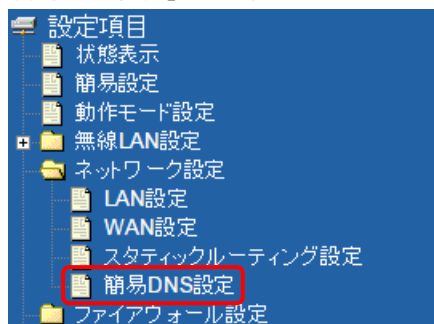 設定項目
状態表示
簡易設定
動作モード設定
無線LAN設定
ネットワーク設定
LAN設定
WAN設定
スタティックルーティング設定
簡易DNS設定
ファイアウォール設定